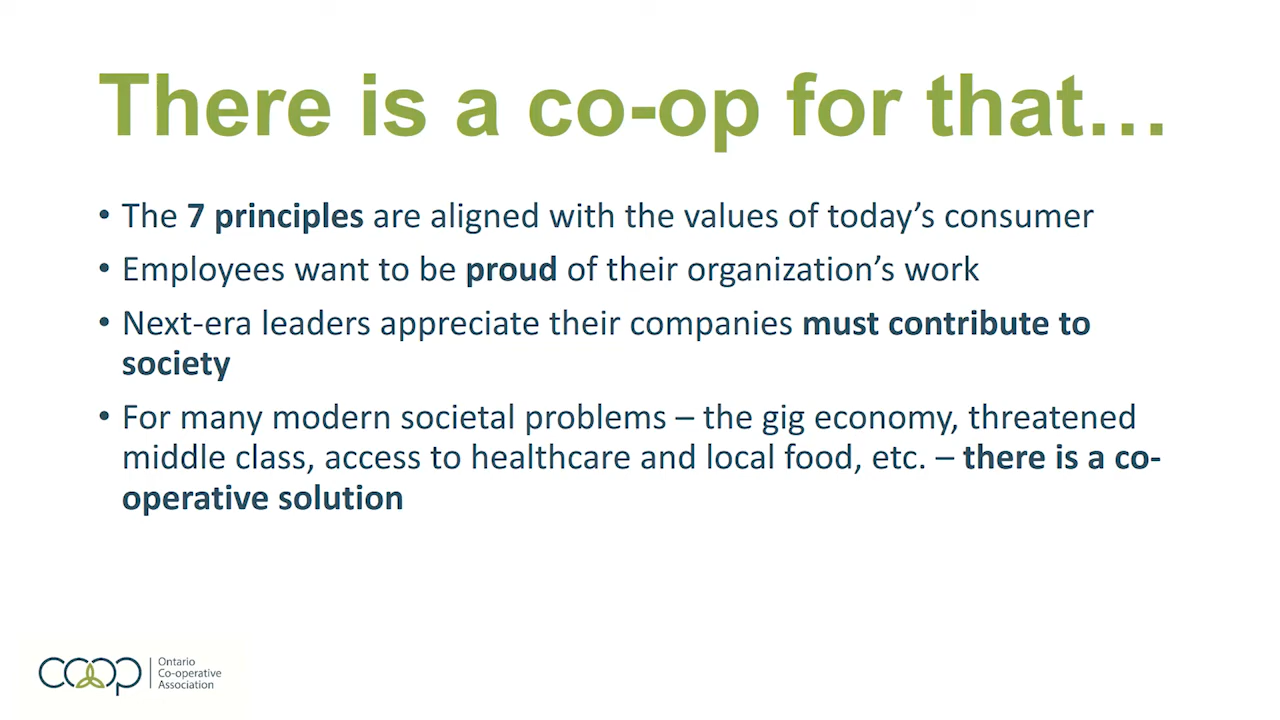 There is a co-op for that…
• The 7 principles are aligned with the values of today’s consumer
• Employees want to be proud of their organization’s work
• Next-era leaders appreciate their companies must contribute to
society
• For many modern societal problems – the gig economy, threatened
middle class, access to healthcare and local food, etc. – there is a co-
operative solution
COOP
Ontario
Co-operative
Association